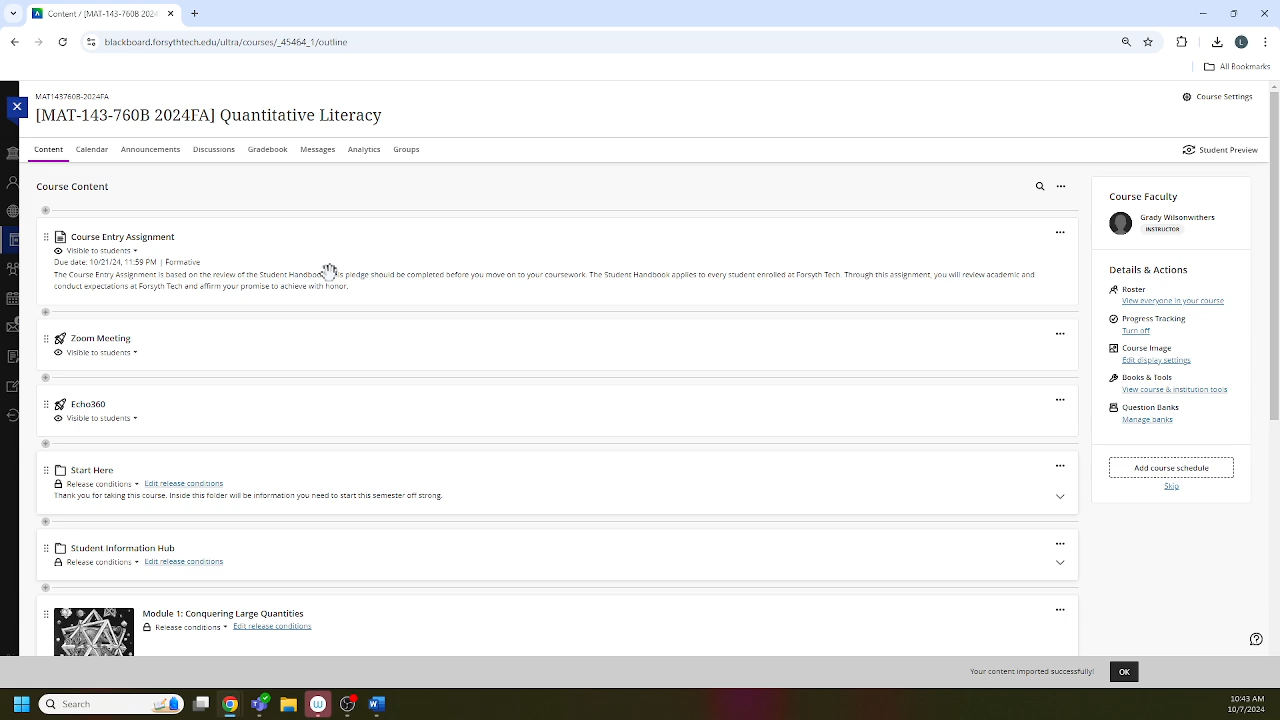 Content / [MAT-143-760B 202
blackboard.forsythtech.edu/ultra/courses/_45464_1/outline
L
All Bookmarks
MAT143760B-2024FA
[MAT-143-760B 2024FA] Quantitative Literacy
Course Settings
Content
Calendar
Announcements
Discussions
Gradebook
Messages
Analytics
Groups
Student Preview
Course Content
Course Entry Assignment
Visible to students
Due date: 10/21/24, 11:59 PM | Formative
The Course Entry Assignment is based on the review of the Student Handbook. pledge should be completed before you move on to your coursework. The Student Handbook applies to every student enrolled at Forsyth Tech. Through this assignment, you will review academic and
conduct expectations at Forsyth Tech and affirm your promise to achieve with honor.
Zoom Meeting
Visible to students
Echo360
Visible to students
Start Here
Release conditions Edit release conditions
Thank you for taking this course. Inside this folder will be information you need to start this semester off strong.
Student Information Hub
Release conditions Edit release conditions
Module 1: Conquering Large Quantities
Release conditions Edit release conditions
Course Faculty
Grady Wilsonwithers
INSTRUCTOR
Details & Actions
Roster
View everyone in your course
Progress Tracking
Turn off
Course Image
Edit display settings
Books & Tools
View course & institution tools
Question Banks
Manage banks
Add course schedule
Skip
Your content imported successfully!
OK
Search
10:43 AM
10/7/2024